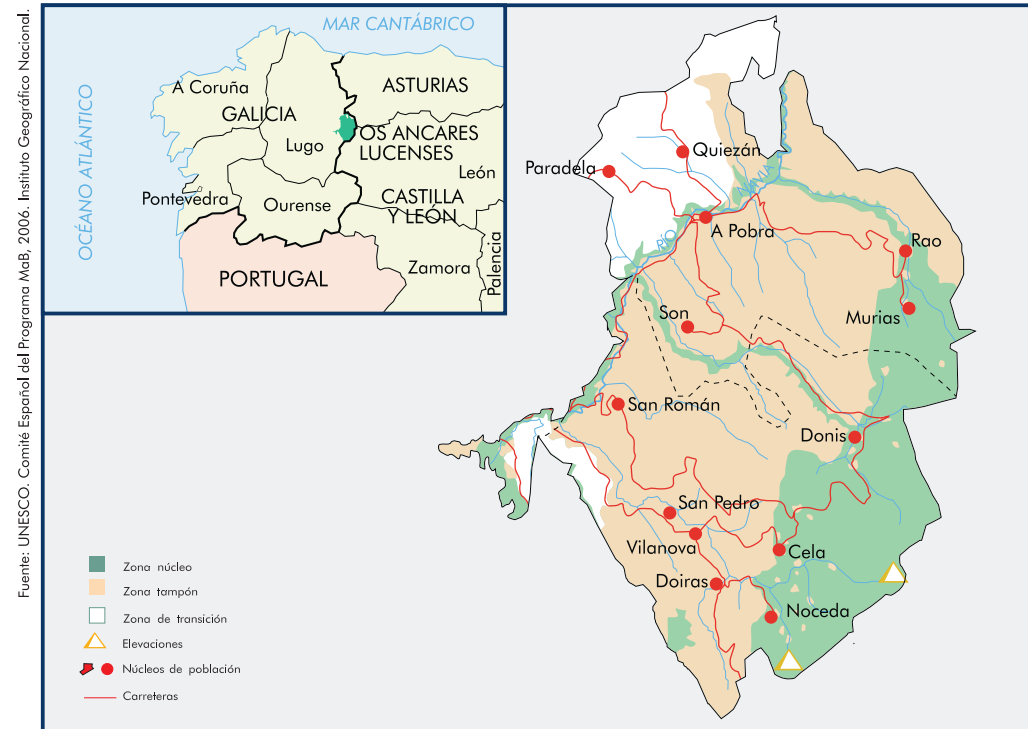 Fuente: UNESCO. Comité Español del Programa MaB, 2006. Instituto Geográfico Nacional.
MAR CANTÁBRICO
OCÉANO ATLÁNTICO
A Coruña
ASTURIAS
GALICIA
Lugo
OS ANCARES
LUCENSES
León
Pontevedra
Ourense
CASTILLA
Y LEÓN
PORTUGAL
Zamora
Palencia
Quiezán
Paradela
RÍO
NAVIA
A Pobra
Rao
Murias
Son
San Román
Donis
San Pedro
Vilanova
Cela
Doiras
Noceda
Zona núcleo
Zona tampón
Zona de transición
Elevaciones
Núcleos de población
Carreteras